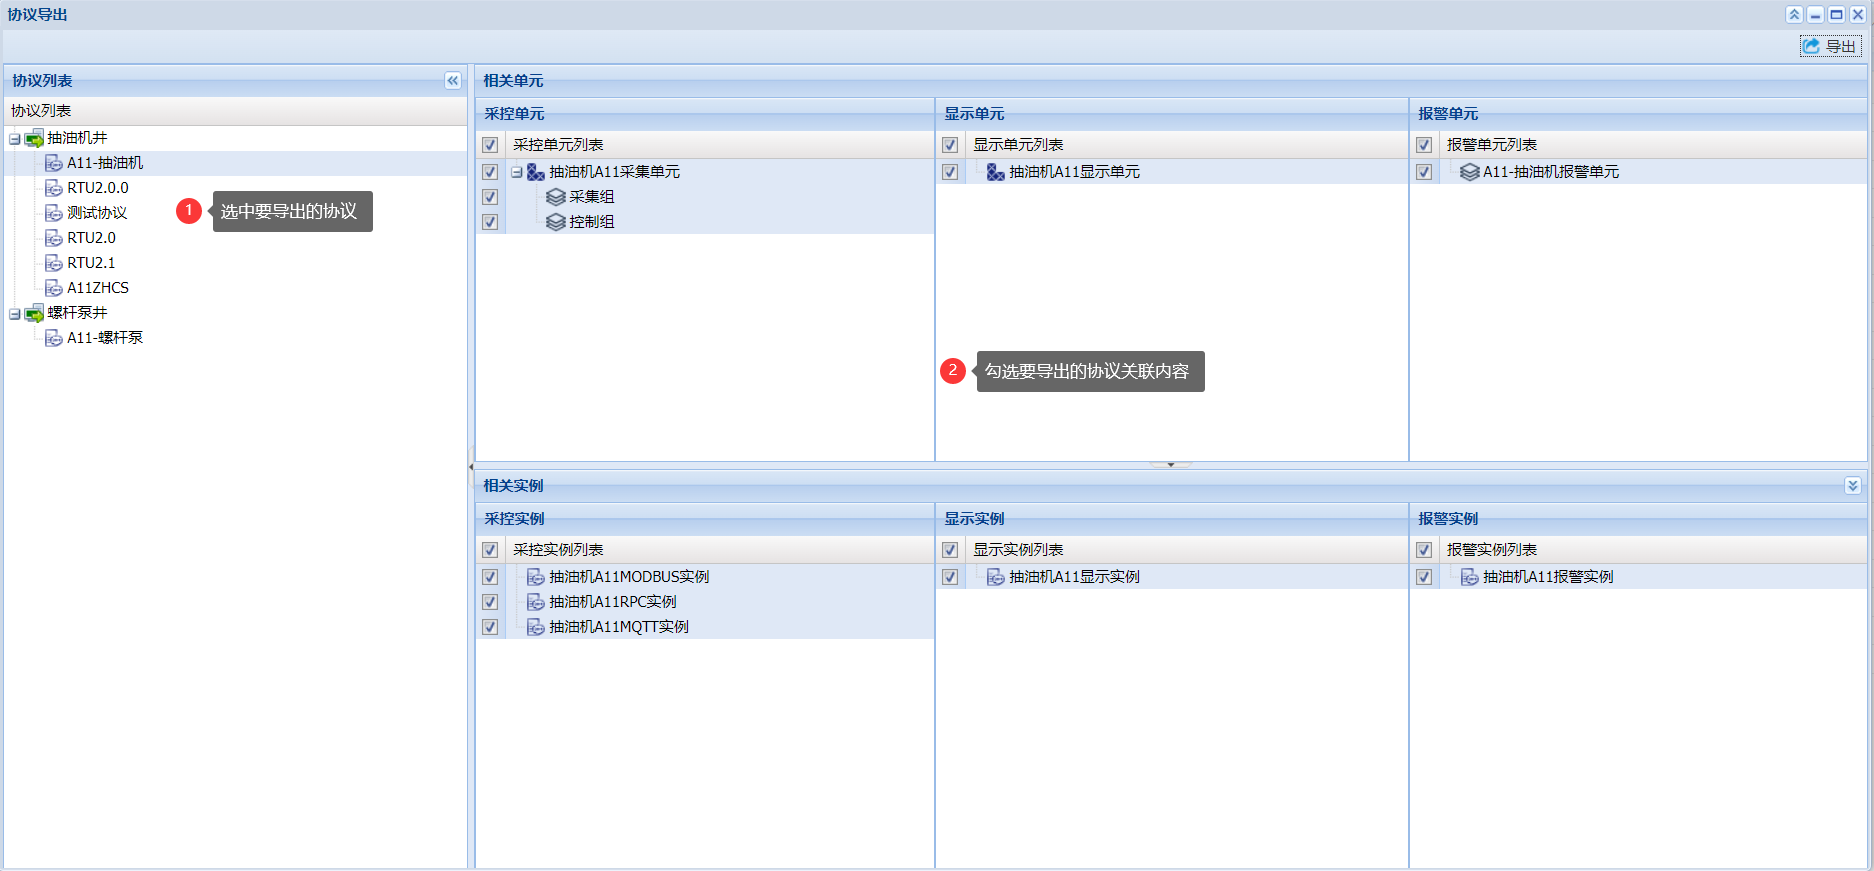 协议导出
导出
协议列表
协议列表
抽油机井
A11-抽油机
RTU2.0.0
测试协议
RTU2.0
RTU2.1
A11ZHCS
螺杆泵井
A11-螺杆泵
1
选中要导出的协议
相关单元
采控单元
采控单元列表
抽油机A11采集单元
采集组
控制组
显示单元
显示单元列表
抽油机A11显示单元
报警单元
报警单元列表
A11-抽油机报警单元
2
勾选要导出的协议关联内容
相关实例
采控实例
采控实例列表
抽油机A11MODBUS实例
抽油机A11RPC实例
抽油机A11MQTT实例
显示实例
显示实例列表
抽油机A11显示实例
报警实例
报警实例列表
抽油机A11报警实例